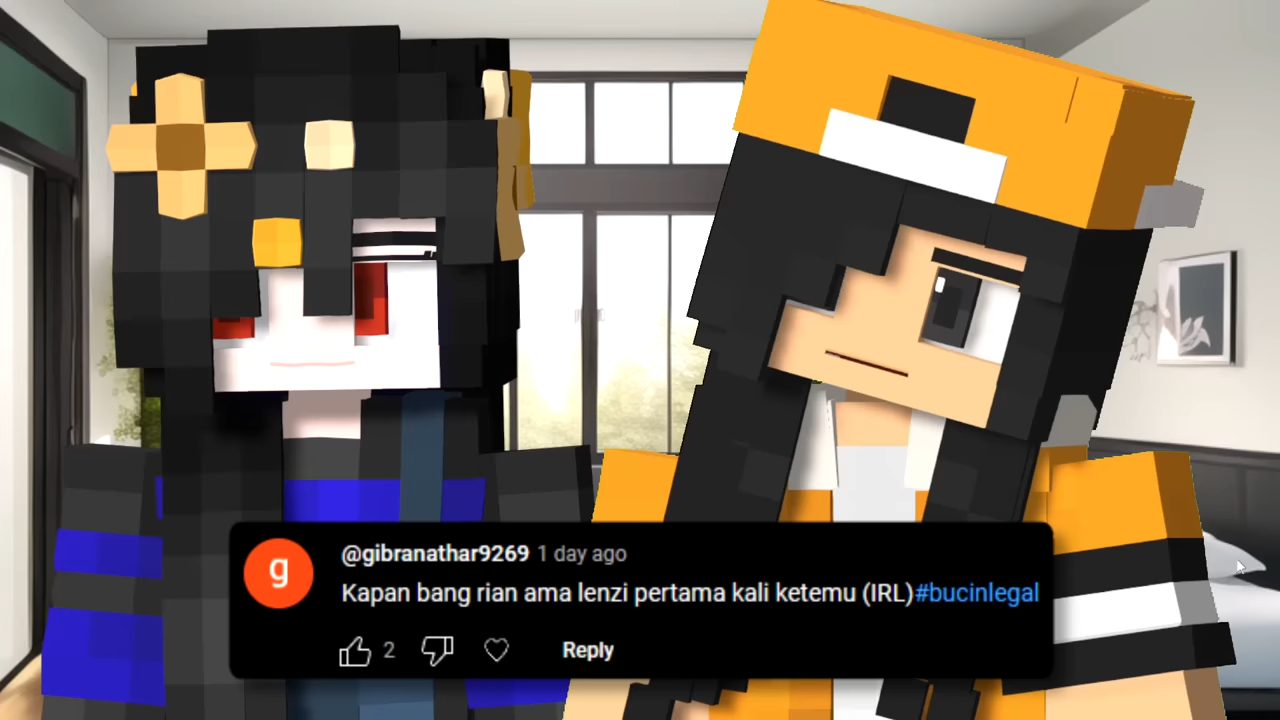 @gibranathar9269 1 day ago
Kapan bang rian ama lenzi pertama kali ketemu (IRL)#bucinlegal
2 Reply